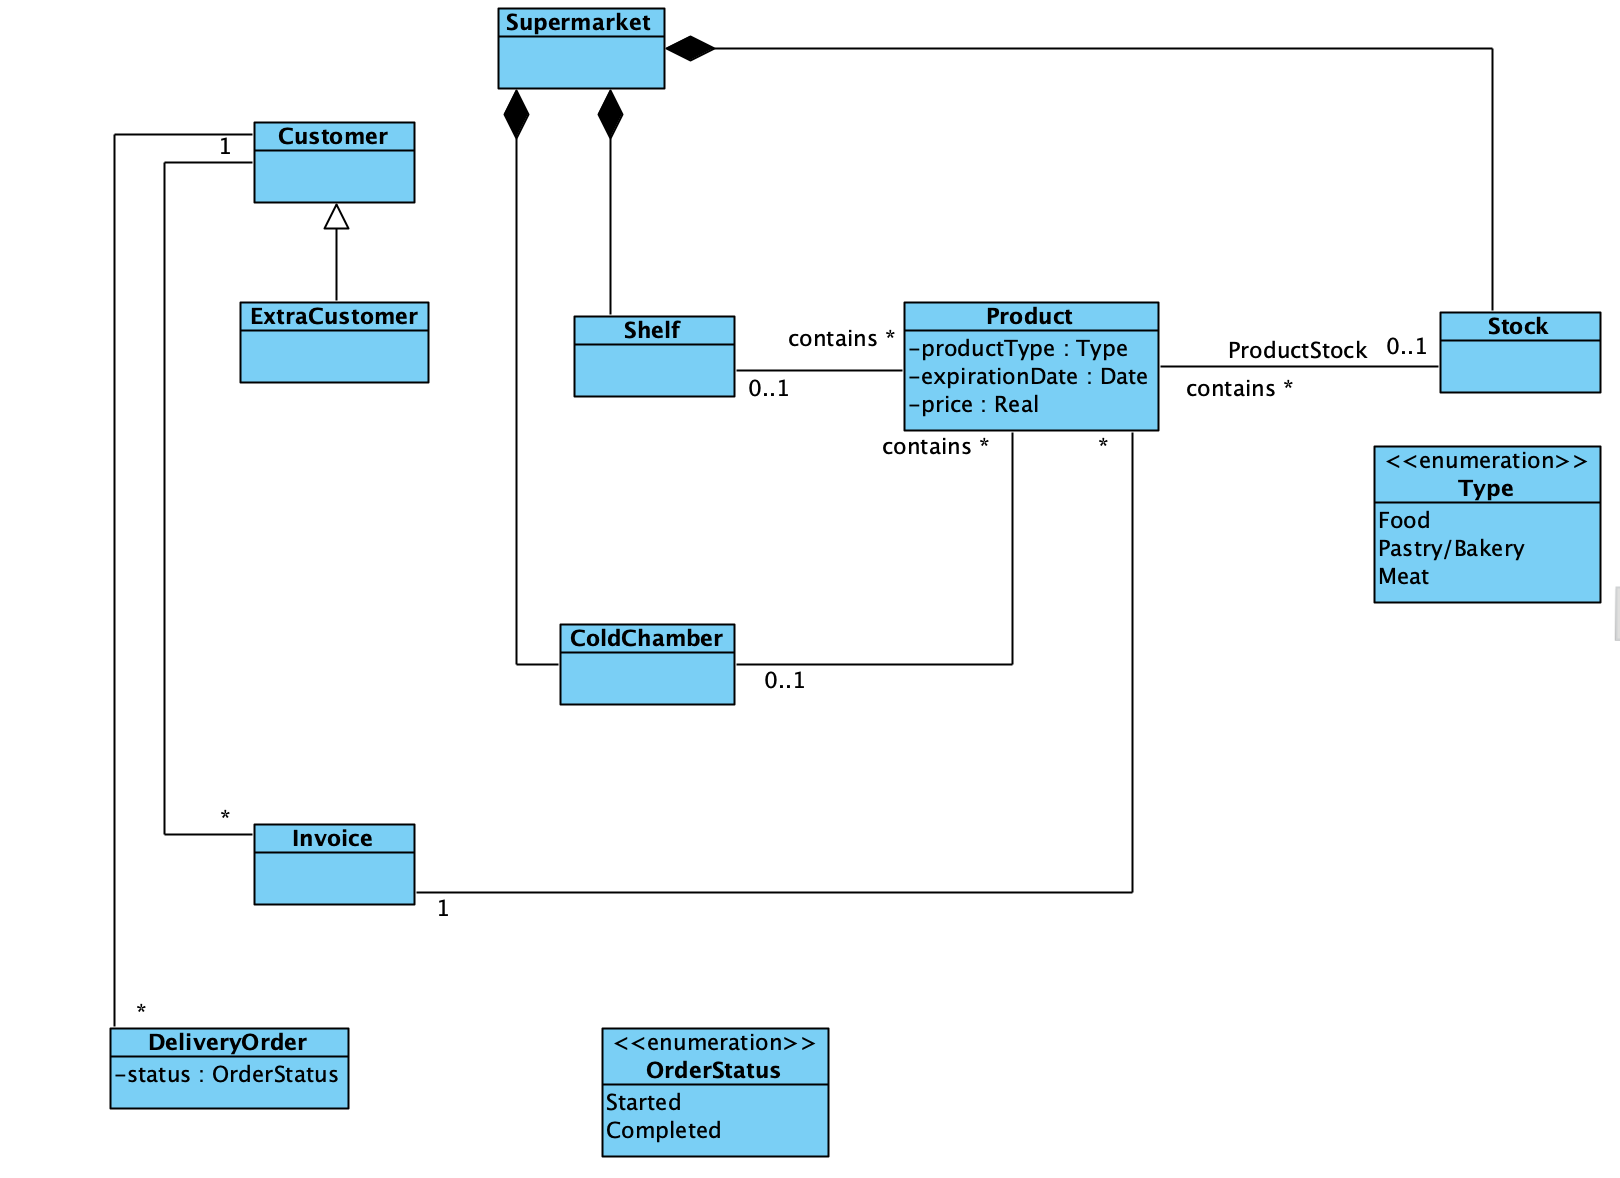 Supermarket
Customer
1
ExtraCustomer
Shelf
contains *
0..1
Product
-productType : Type
-expirationDate : Date
-price : Real
contains *
*
ProductStock
0..1
contains *
Stock
<<enumeration>>
Type
Food
Pastry/Bakery
Meat
ColdChamber
0..1
*
Invoice
1
*
DeliveryOrder
-status : OrderStatus
<<enumeration>>
OrderStatus
Started
Completed